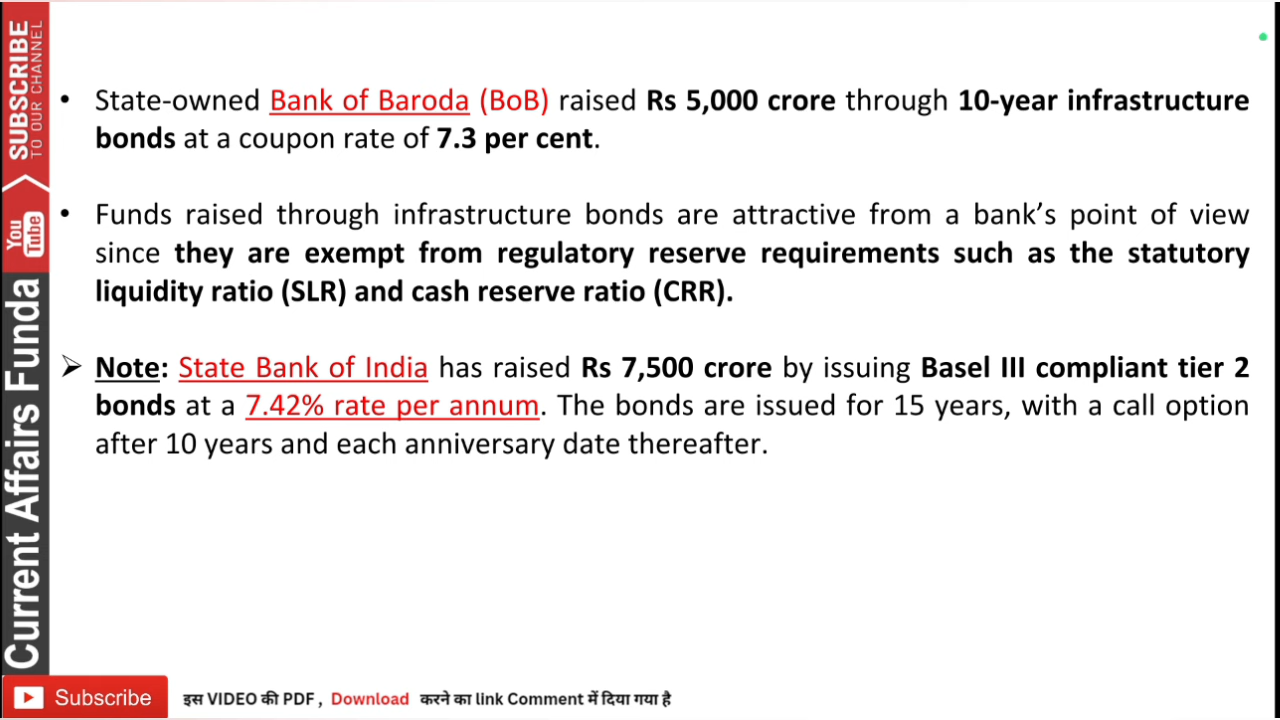 SUBSCRIBE
TO OUR CHANNEL
You
Tube
Current Affairs Funda
• State-owned Bank of Baroda (BoB) raised Rs 5,000 crore through 10-year infrastructure
bonds at a coupon rate of 7.3 per cent.
• Funds raised through infrastructure bonds are attractive from a bank’s point of view
since they are exempt from regulatory reserve requirements such as the statutory
liquidity ratio (SLR) and cash reserve ratio (CRR).
➢ Note: State Bank of India has raised Rs 7,500 crore by issuing Basel III compliant tier 2
bonds at a 7.42% rate per annum. The bonds are issued for 15 years, with a call option
after 10 years and each anniversary date thereafter.
Subscribe
इस VIDEO की PDF , Download करने का link Comment में दिया गया है